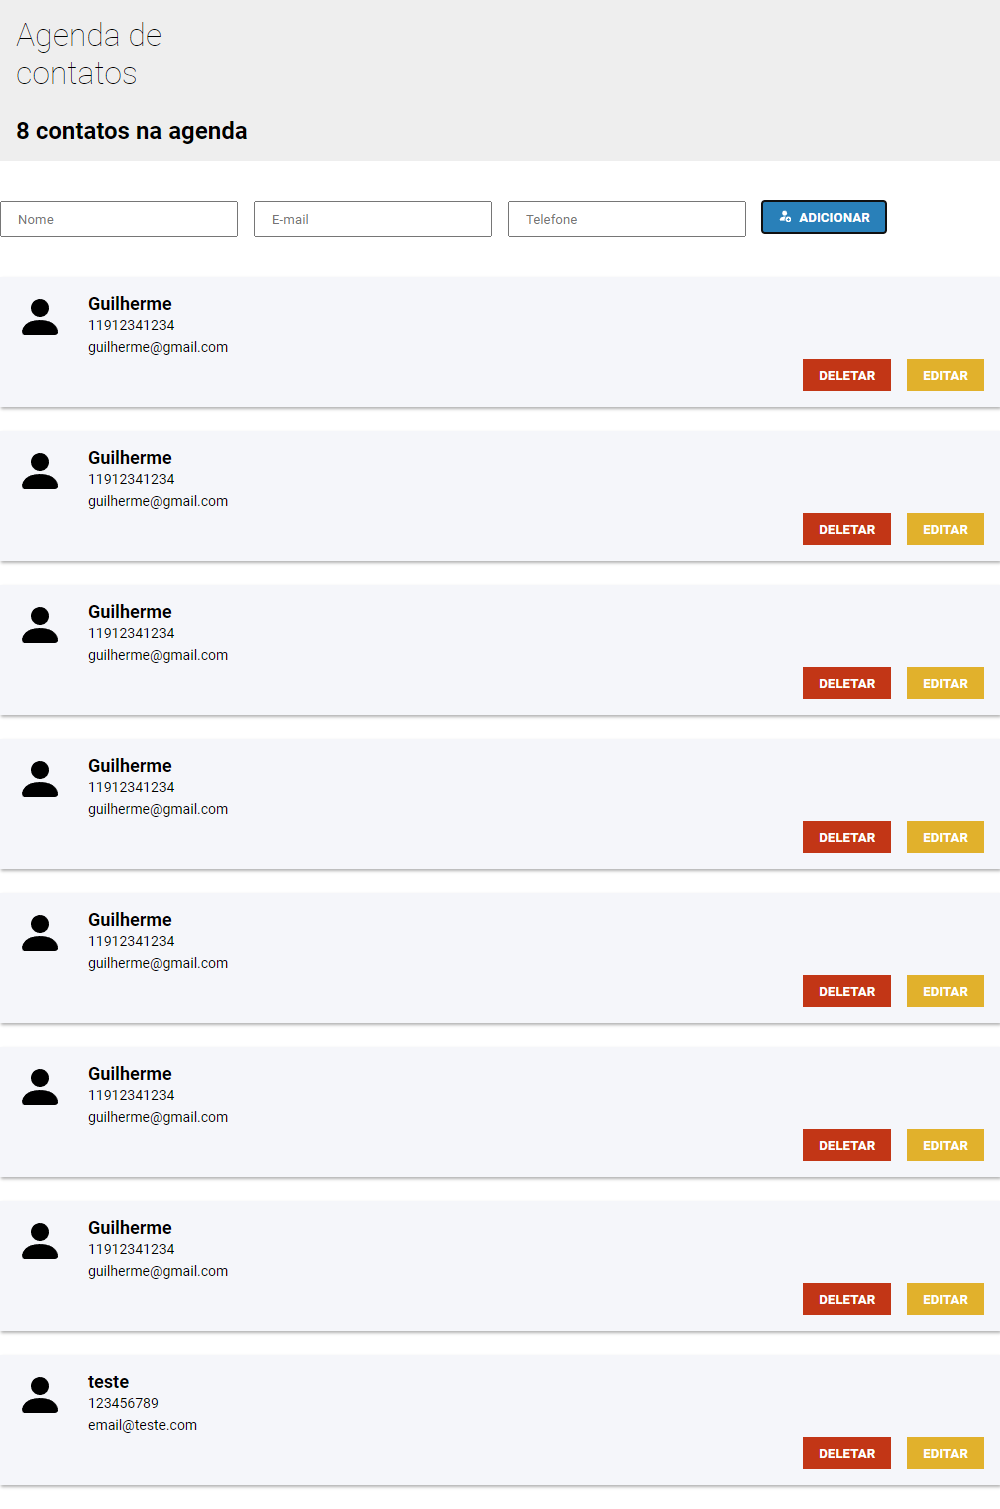 Agenda de
contatos
8 contatos na agenda
Nome E-mail Telefone ADICIONAR
Guilherme
11912341234
guilherme@gmail.com
DELETAR EDITAR
Guilherme
11912341234
guilherme@gmail.com
DELETAR EDITAR
Guilherme
11912341234
guilherme@gmail.com
DELETAR EDITAR
Guilherme
11912341234
guilherme@gmail.com
DELETAR EDITAR
Guilherme
11912341234
guilherme@gmail.com
DELETAR EDITAR
Guilherme
11912341234
guilherme@gmail.com
DELETAR EDITAR
Guilherme
11912341234
guilherme@gmail.com
DELETAR EDITAR
teste
123456789
email@teste.com
DELETAR EDITAR